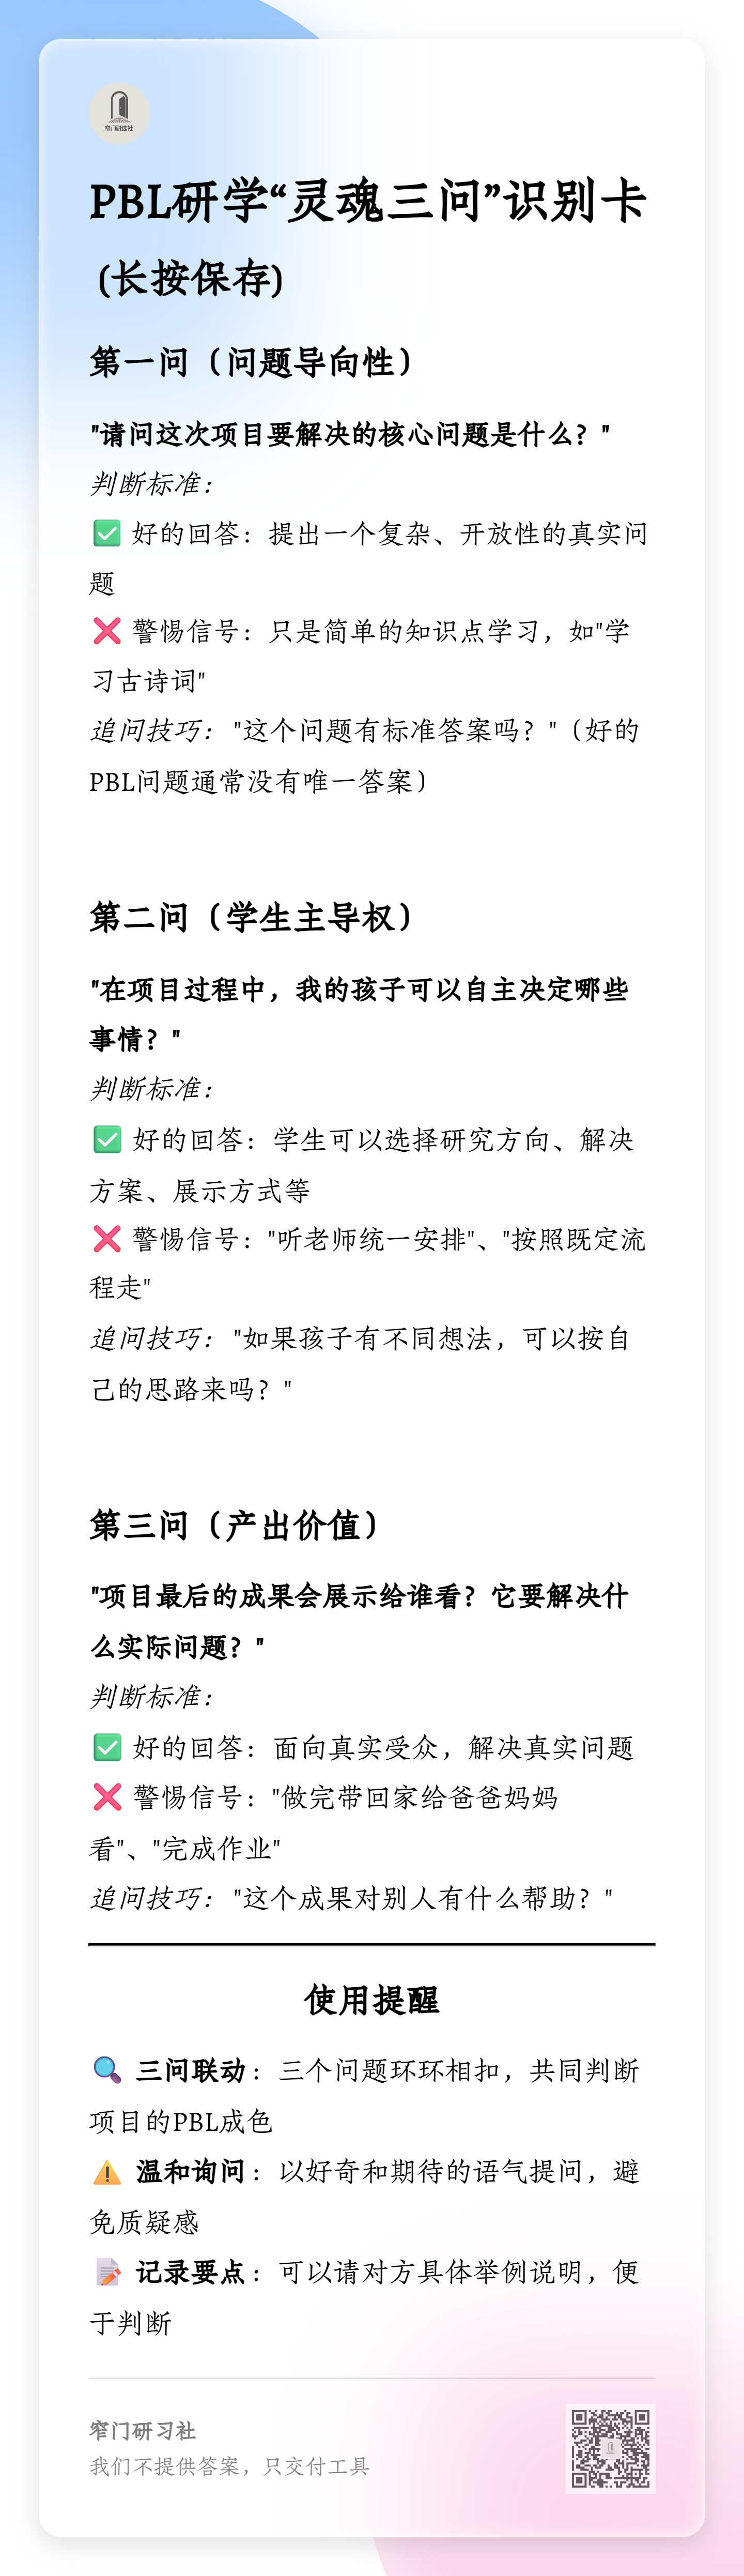 窄门研习社
PBL研学“灵魂三问”识别卡
(长按保存)
第一问（问题导向性）
"请问这次项目要解决的核心问题是什么？"
判断标准：
✅ 好的回答：提出一个复杂、开放性的真实问
题
❌ 警惕信号：只是简单的知识点学习，如"学
习古诗词"
追问技巧："这个问题有标准答案吗？"（好的
PBL问题通常没有唯一答案）
第二问（学生主导权）
"在项目过程中，我的孩子可以自主决定哪些
事情？"
判断标准：
✅ 好的回答：学生可以选择研究方向、解决
方案、展示方式等
❌ 警惕信号："听老师统一安排"、"按照既定流
程走"
追问技巧："如果孩子有不同想法，可以按自
己的思路来吗？"
第三问（产出价值）
"项目最后的成果会展示给谁看？它要解决什
么实际问题？"
判断标准：
✅ 好的回答：面向真实受众，解决真实问题
❌ 警惕信号："做完带回家给爸爸妈妈
看"、"完成作业"
追问技巧："这个成果对别人有什么帮助？"
使用提醒
🔍 三问联动：三个问题环环相扣，共同判断
项目的PBL成色
⚠️ 温和询问：以好奇和期待的语气提问，避
免质疑感
📝 记录要点：可以请对方具体举例说明，便
于判断
窄门研习社
我们不提供答案，只交付工具